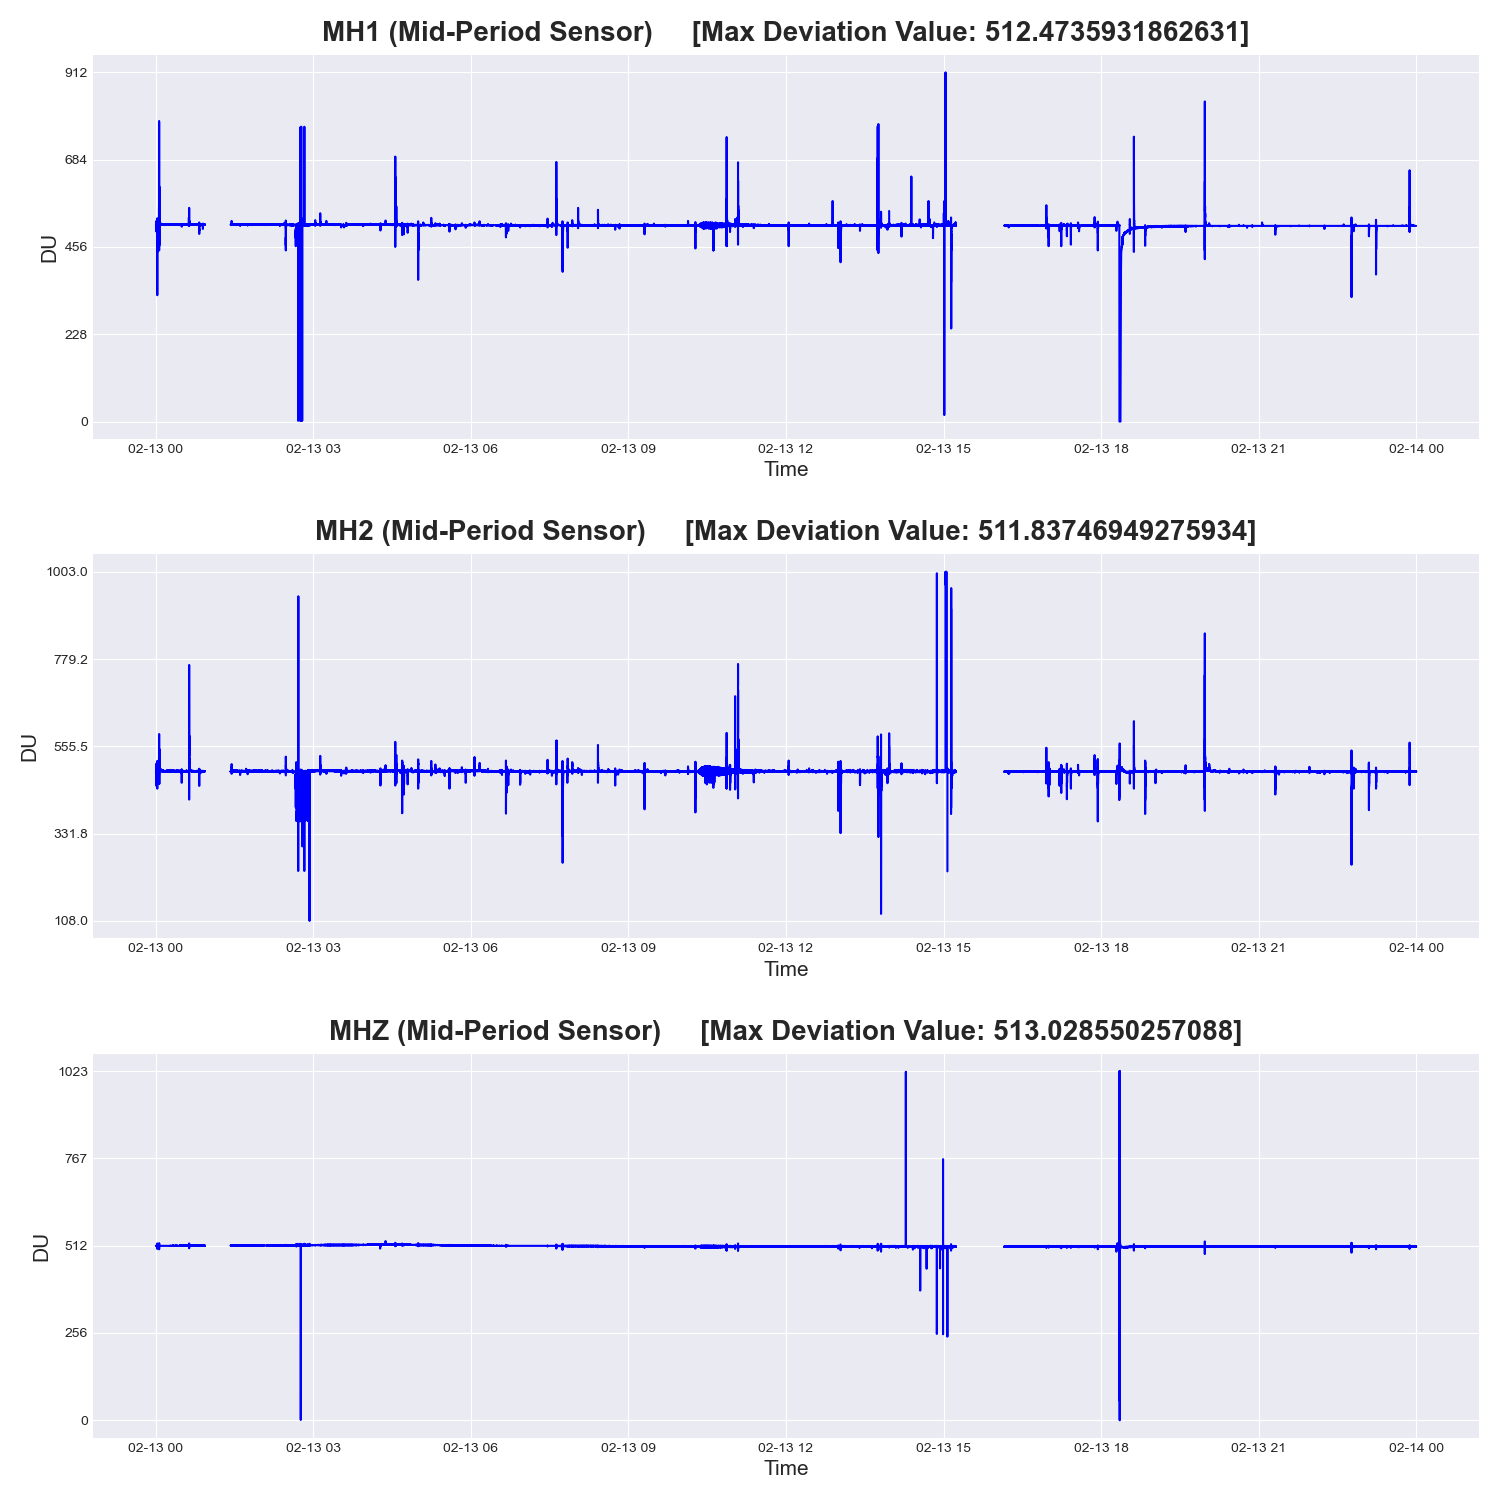 MH1 (Mid-Period Sensor) [Max Deviation Value: 512.4735931862631]
912
684
456
228
0
DU
02-13 00 02-13 03 02-13 06 02-13 09 02-13 12 02-13 15 02-13 18 02-13 21 02-14 00
Time
MH2 (Mid-Period Sensor) [Max Deviation Value: 511.83746949275934]
1003.0
779.2
555.5
331.8
108.0
DU
02-13 00 02-13 03 02-13 06 02-13 09 02-13 12 02-13 15 02-13 18 02-13 21 02-14 00
Time
MHZ (Mid-Period Sensor) [Max Deviation Value: 513.028550257088]
1023
767
512
256
0
DU
02-13 00 02-13 03 02-13 06 02-13 09 02-13 12 02-13 15 02-13 18 02-13 21 02-14 00
Time